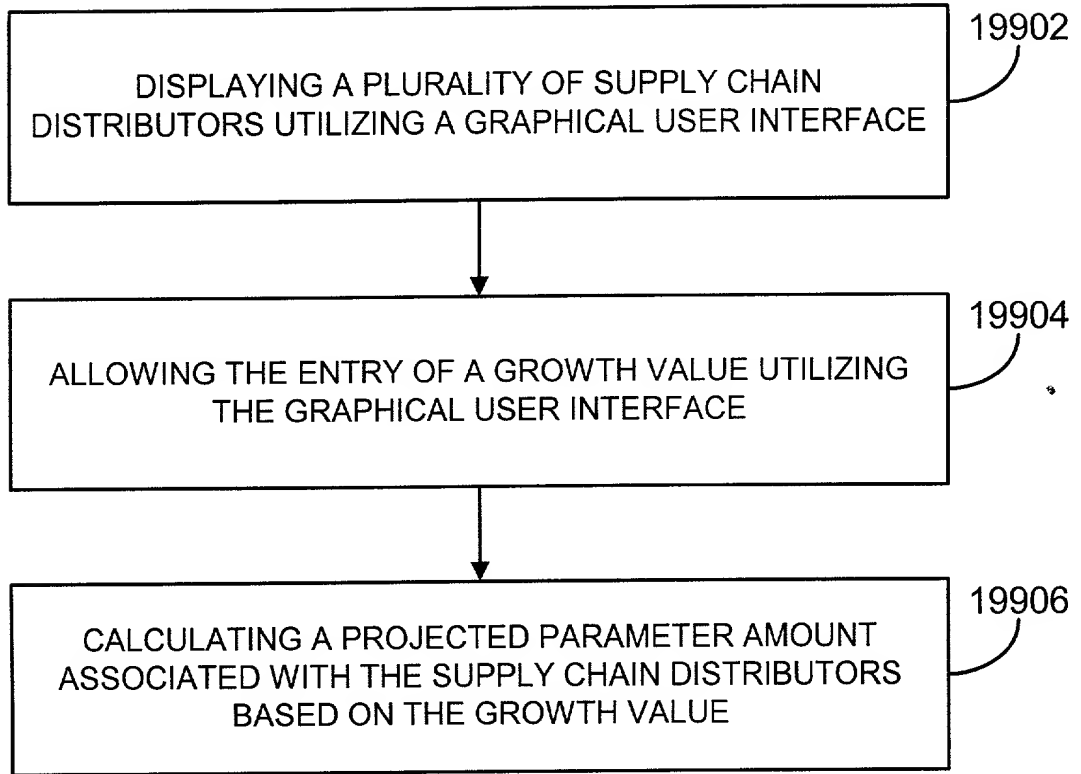 19902
DISPLAYING A PLURALITY OF SUPPLY CHAIN
DISTRIBUTORS UTILIZING A GRAPHICAL USER INTERFACE
19904
ALLOWING THE ENTRY OF A GROWTH VALUE UTILIZING
THE GRAPHICAL USER INTERFACE
19906
CALCULATING A PROJECTED PARAMETER AMOUNT
ASSOCIATED WITH THE SUPPLY CHAIN DISTRIBUTORS
BASED ON THE GROWTH VALUE